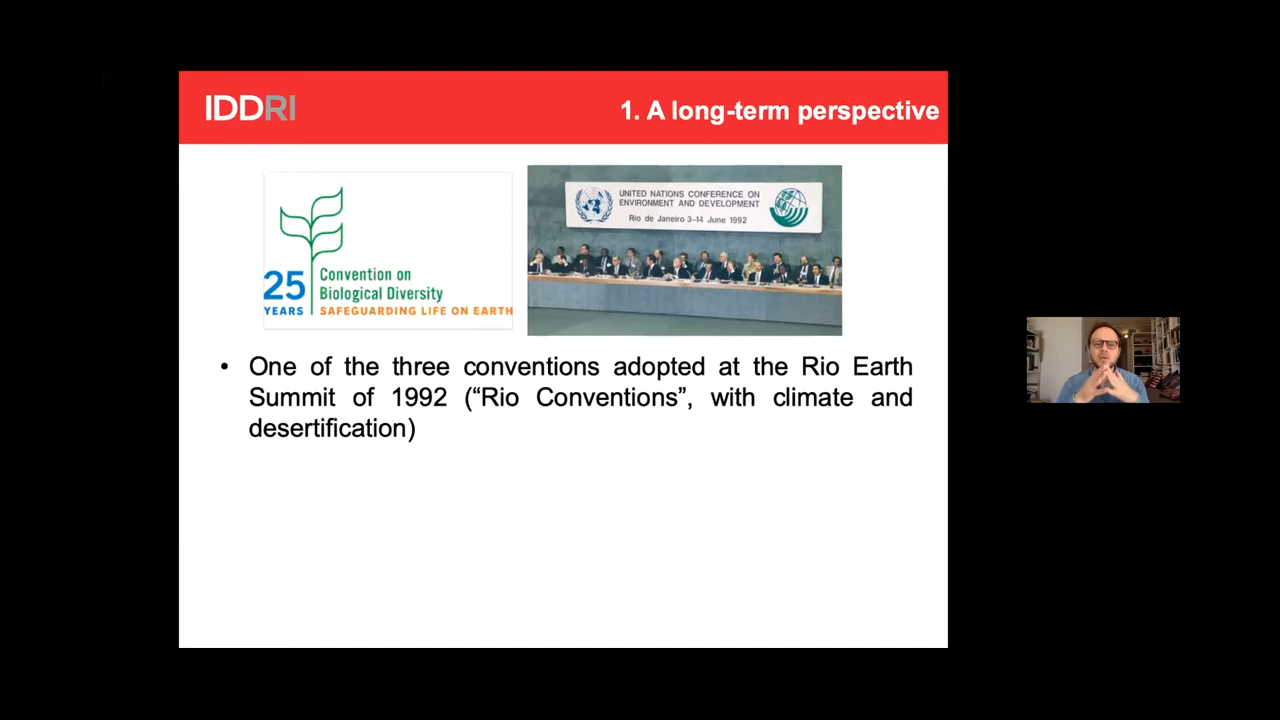 IDDRI
1. A long-term perspective
25
YEARS
Convention on
Biological Diversity
SAFEGUARDING LIFE ON EARTH
UNITED NATIONS CONFERENCE ON
ENVIRONMENT AND DEVELOPMENT
Rio de Janeiro 3–14 June 1992
• One of the three conventions adopted at the Rio Earth
Summit of 1992 (“Rio Conventions”, with climate and
desertification)